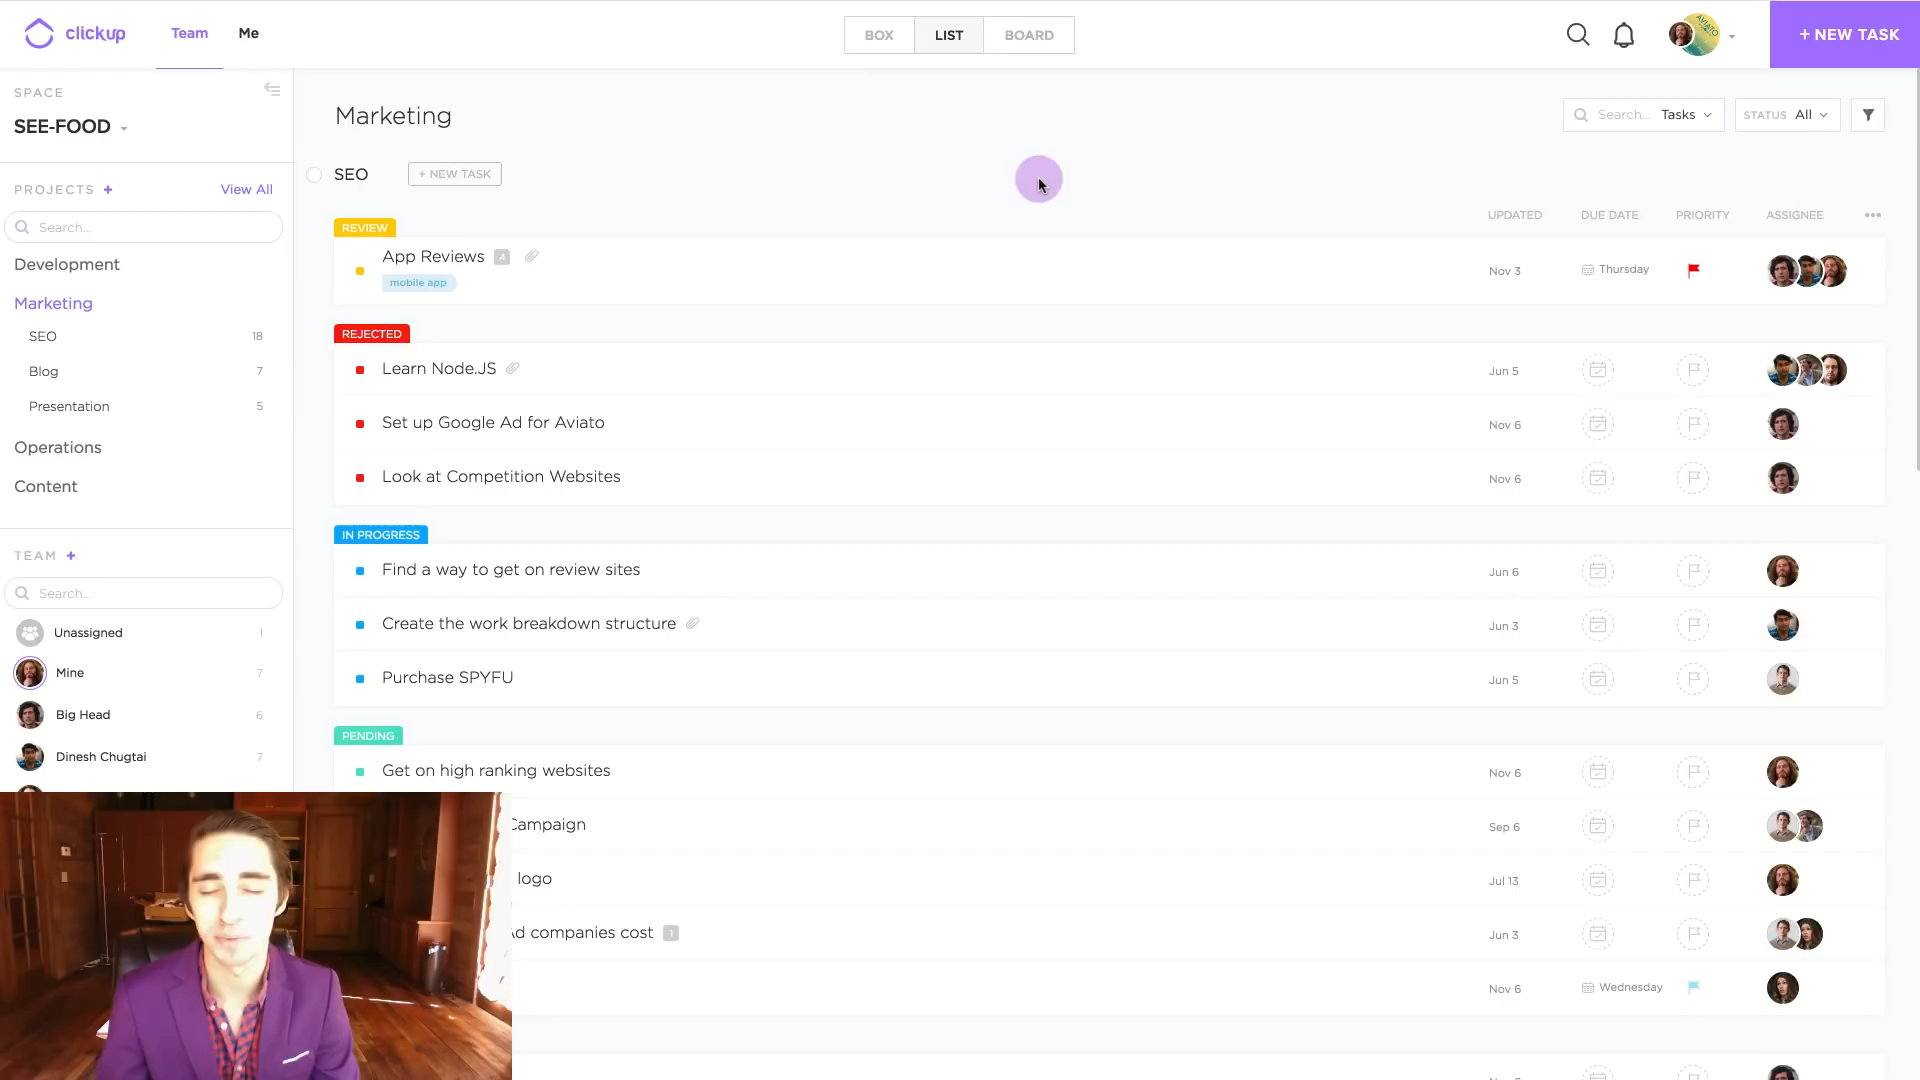 clickup
Team
Me
BOX
LIST
BOARD
AVIATO
+ NEW TASK
SPACE
SEE-FOOD
PROJECTS +
View All
Search...
Development
Marketing
SEO 18
Blog 7
Presentation 5
Operations
Content
TEAM +
Search...
Unassigned 1
Mine 7
Big Head 6
Dinesh Chugtai 7
Marketing
Search... Tasks
STATUS All
SEO
+ NEW TASK
UPDATED DUE DATE PRIORITY ASSIGNEE
REVIEW
App Reviews 4
mobile app
Nov 3 Thursday
REJECTED
Learn Node.JS Jun 5
Set up Google Ad for Aviato Nov 6
Look at Competition Websites Nov 6
IN PROGRESS
Find a way to get on review sites Jun 6
Create the work breakdown structure Jun 3
Purchase SPYFU Jun 5
PENDING
Get on high ranking websites Nov 6
Campaign Sep 6
logo Jul 13
Ad companies cost 1 Jun 3
Nov 6 Wednesday